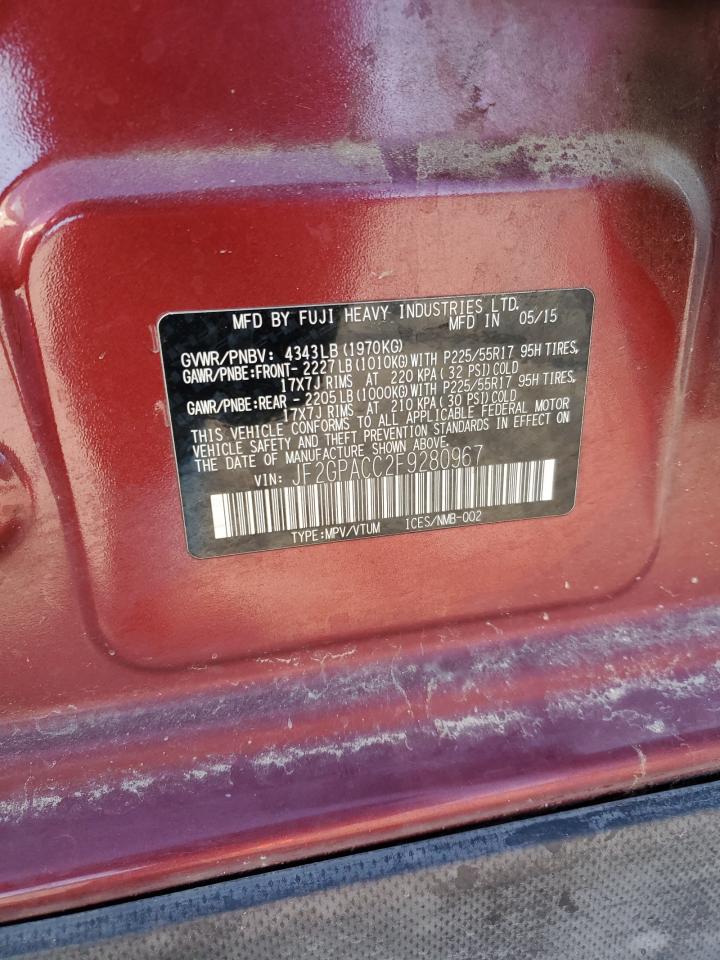 MFD BY FUJI HEAVY INDUSTRIES LTD.
MFD IN 05/15
GVWR/PNBV: 4343LB (1970KG)
GAWR/PNBE:FRONT- 2227LB (1010KG) WITH P225/55R17 95H TIRES,
17X7J RIMS AT 220 KPA ( 32 PSI) COLD
GAWR/PNBE:REAR - 2205LB (1000KG) WITH P225/55R17 95H TIRES,
17X7J RIMS AT 210 KPA ( 30 PSI) COLD
THIS VEHICLE CONFORMS TO ALL APPLICABLE FEDERAL MOTOR
VEHICLE SAFETY AND THEFT PREVENTION STANDARDS IN EFFECT ON
THE DATE OF MANUFACTURE SHOWN ABOVE.
VIN: JF2GPACC2F9280967
TYPE:MPV/VTUM ICES/NMB-002